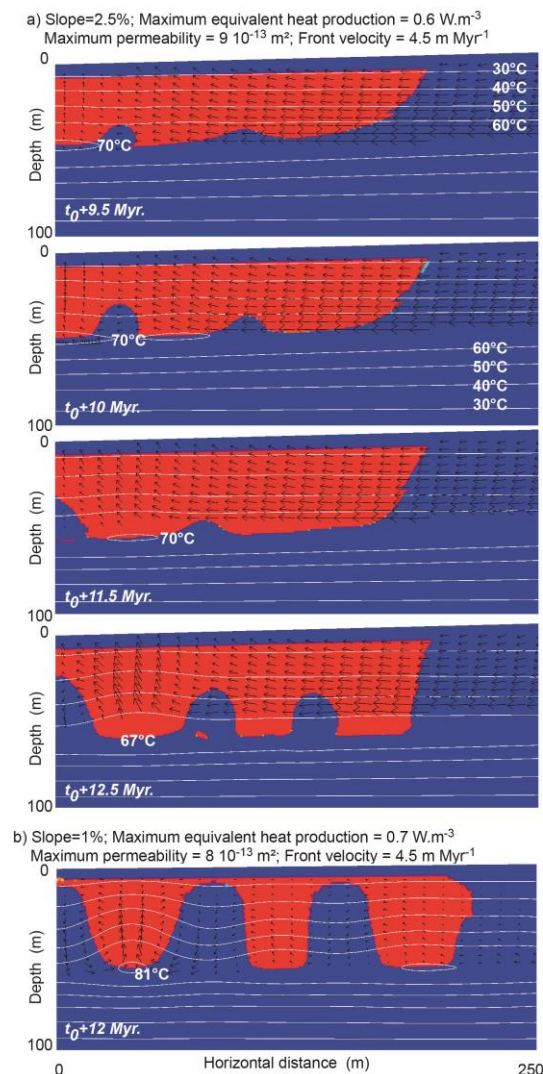 a) Slope=2.5%; Maximum equivalent heat production = 0.6 W.m-3
Maximum permeability = 9 10-13 m²; Front velocity = 4.5 m Myr-1
0
30°C
40°C
50°C
60°C
Depth (m)
70°C
t0+9.5 Myr.
100
0
Depth (m)
70°C
60°C
50°C
40°C
30°C
t0+10 Myr.
100
0
Depth (m)
70°C
t0+11.5 Myr.
100
0
Depth (m)
67°C
t0+12.5 Myr.
100
b) Slope=1%; Maximum equivalent heat production = 0.7 W.m-3
Maximum permeability = 8 10-13 m²; Front velocity = 4.5 m Myr-1
0
Depth (m)
81°C
t0+12 Myr.
100
0
Horizontal distance (m)
250